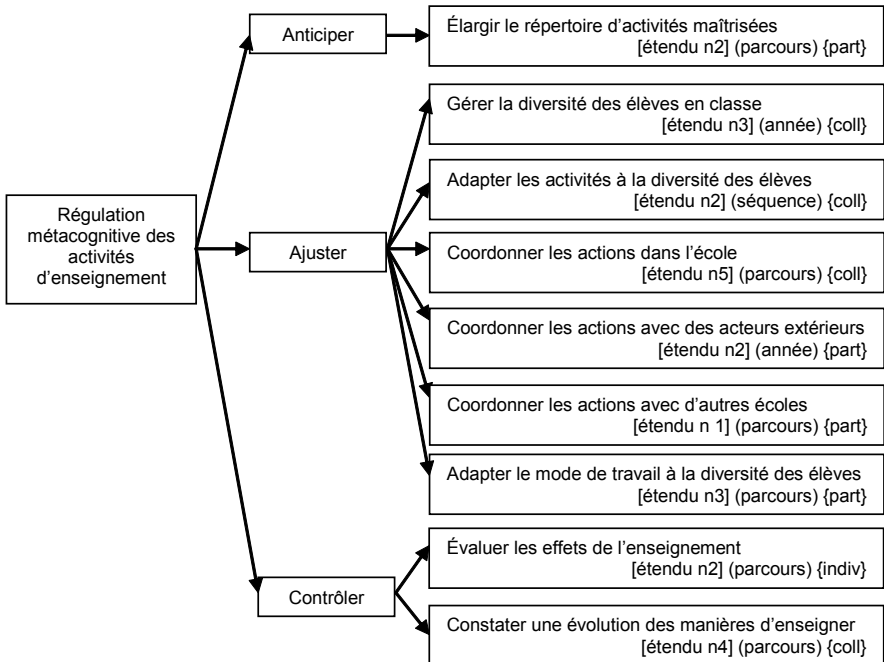 Régulation
métacognitive des
activités
d’enseignement
Anticiper
Élargir le répertoire d’activités maîtrisées
[étendu n2] (parcours) {part}
Ajuster
Gérer la diversité des élèves en classe
[étendu n3] (année) {coll}
Adapter les activités à la diversité des élèves
[étendu n2] (séquence) {coll}
Coordonner les actions dans l’école
[étendu n5] (parcours) {coll}
Coordonner les actions avec des acteurs extérieurs
[étendu n2] (année) {part}
Coordonner les actions avec d’autres écoles
[étendu n 1] (parcours) {part}
Adapter le mode de travail à la diversité des élèves
[étendu n3] (parcours) {part}
Contrôler
Évaluer les effets de l’enseignement
[étendu n2] (parcours) {indiv}
Constater une évolution des manières d’enseigner
[étendu n4] (parcours) {coll}